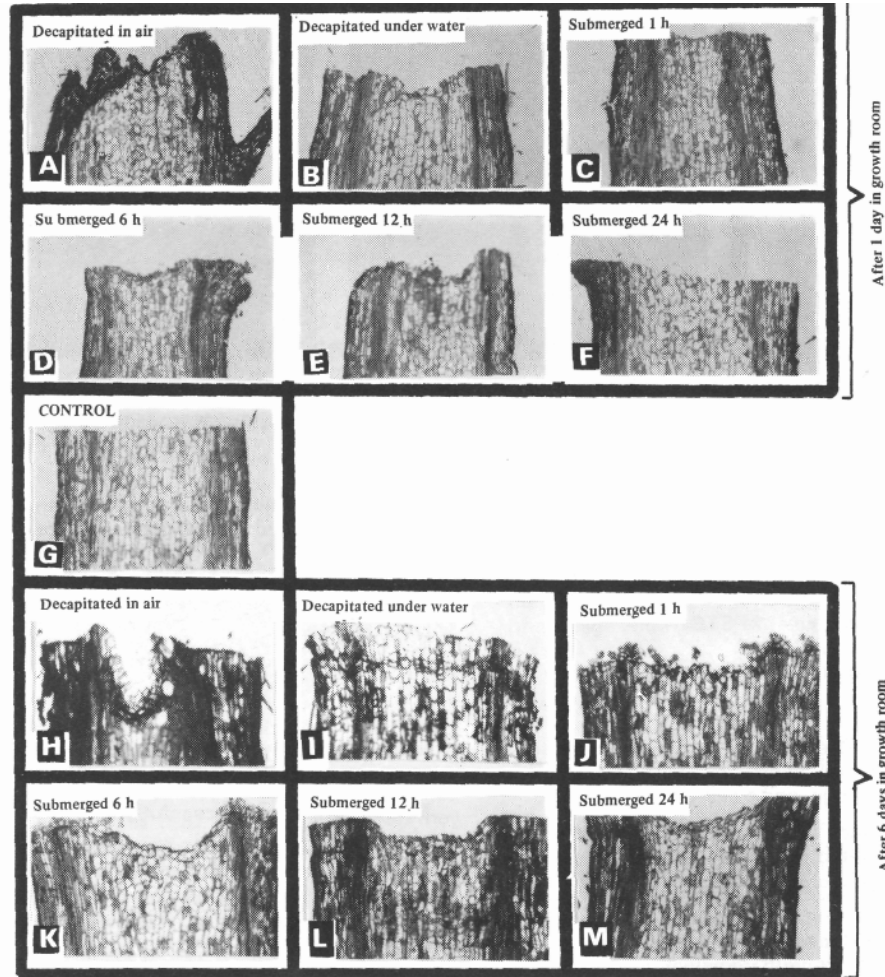 Decapitated in air
Decapitated under water
Submerged 1 h
A
B
C
Su bmerged 6 h
Submerged 12 h
Submerged 24 h
D
E
F
After 1 day in growth room
CONTROL
G
Decapitated in air
Decapitated under water
Submerged 1 h
H
I
J
Submerged 6 h
Submerged 12 h
Submerged 24 h
K
L
M
After 6 days in growth room